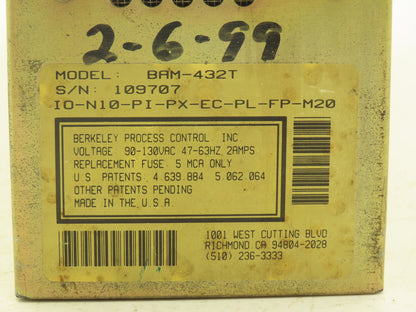 2-6-99
MODEL: BAM-432T
S/N: 109707
IO-N10-PI-PX-EC-PL-FP-M20
BERKELEY PROCESS CONTROL INC.
VOLTAGE 90-130VAC 47-63HZ 2AMPS
REPLACEMENT FUSE 5 MCA ONLY
U.S. PATENTS 4.639.884 5.062.064
OTHER PATENTS PENDING
MADE IN THE U.S.A.
1001 WEST CUTTING BLVD
RICHMOND CA 94804-2028
(510) 236-3333